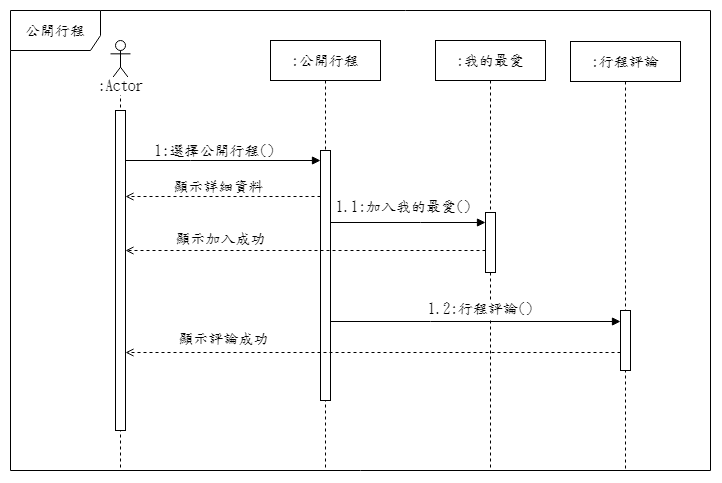 公開行程
:Actor
:公開行程
:我的最愛
:行程評論
1:選擇公開行程()
顯示詳細資料
1.1:加入我的最愛()
顯示加入成功
1.2:行程評論()
顯示評論成功